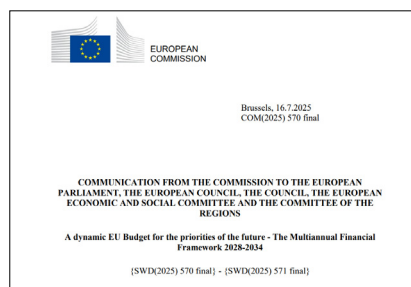 EUROPEAN
COMMISSION
Brussels, 16.7.2025
COM(2025) 570 final
COMMUNICATION FROM THE COMMISSION TO THE EUROPEAN
PARLIAMENT, THE EUROPEAN COUNCIL, THE COUNCIL, THE EUROPEAN
ECONOMIC AND SOCIAL COMMITTEE AND THE COMMITTEE OF THE
REGIONS
A dynamic EU Budget for the priorities of the future - The Multiannual Financial
Framework 2028-2034
{SWD(2025) 570 final} - {SWD(2025) 571 final}